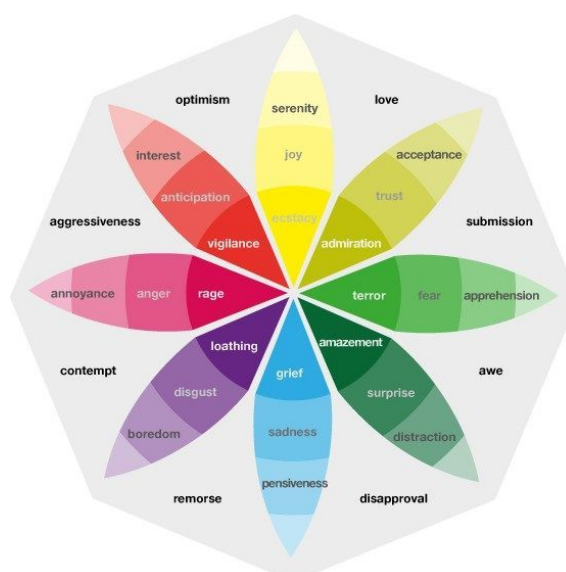 optimism
love
serenity
interest
acceptance
joy
anticipation
trust
aggressiveness
ecstacy
submission
vigilance
admiration
annoyance
anger
rage
terror
fear
apprehension
loathing
amazement
contempt
grief
awe
disgust
surprise
boredom
sadness
distraction
pensiveness
remorse
disapproval